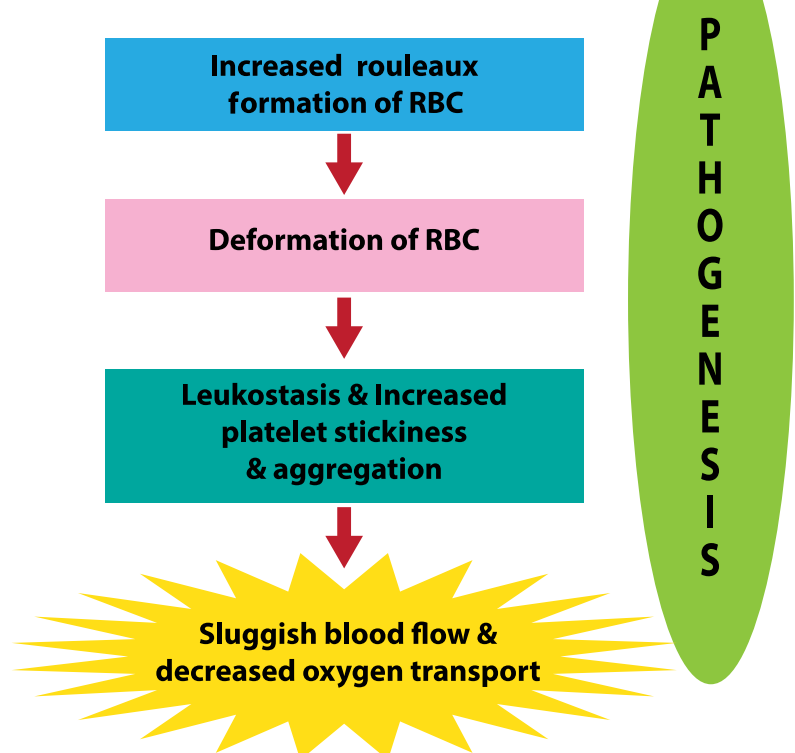 Increased rouleaux
formation of RBC
Deformation of RBC
Leukostasis & Increased
platelet stickiness
& aggregation
Sluggish blood flow &
decreased oxygen transport
P
A
T
H
O
G
E
N
E
S
I
S